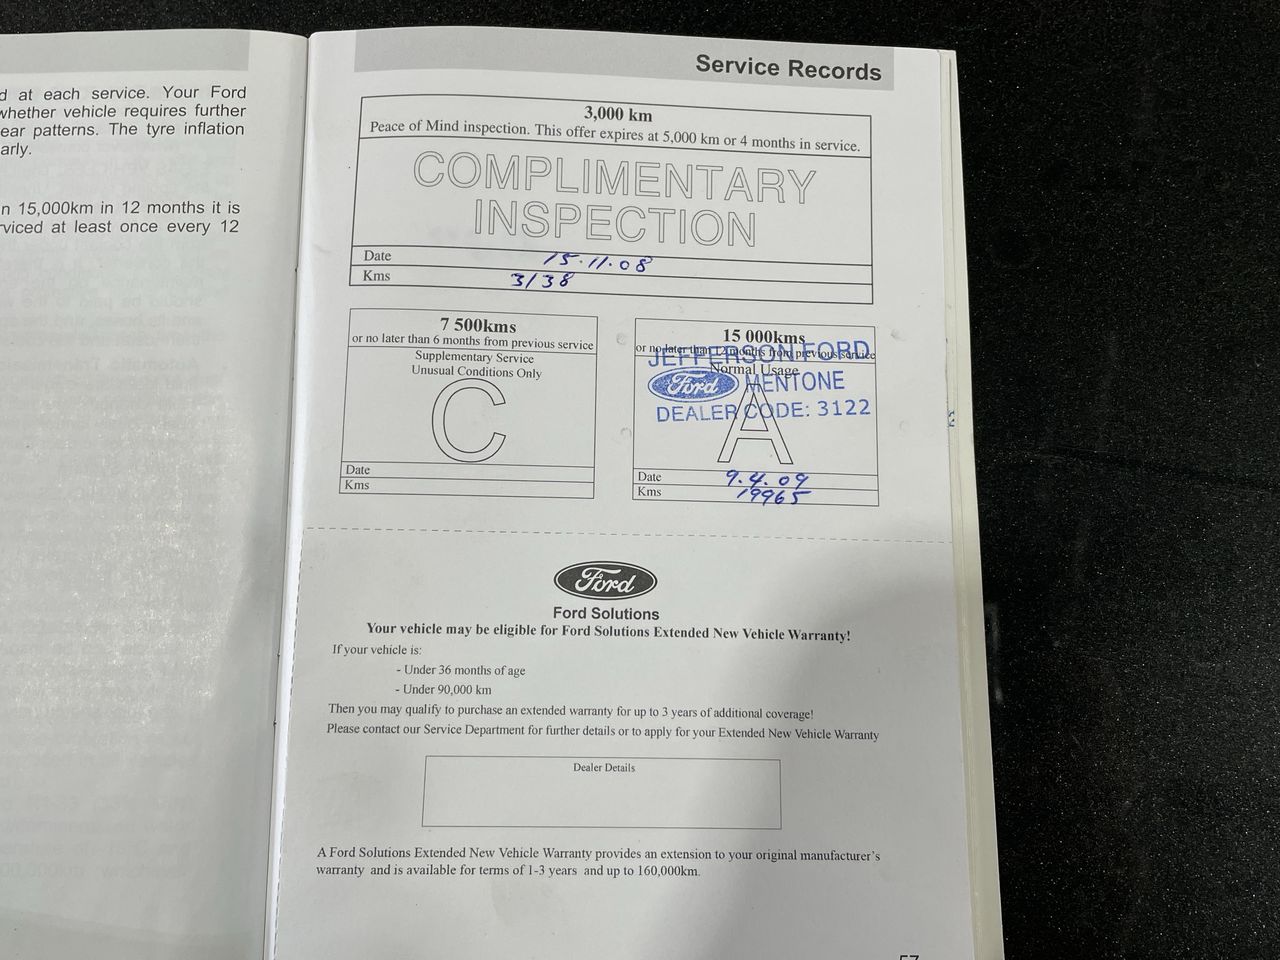 d at each service. Your Ford
whether vehicle requires further
ear patterns. The tyre inflation
arly.
n 15,000km in 12 months it is
rviced at least once every 12
Service Records
3,000 km
Peace of Mind inspection. This offer expires at 5,000 km or 4 months in service.
COMPLIMENTARY
INSPECTION
Date 15.11.08
Kms 3138
7 500kms
or no later than 6 months from previous service
Supplementary Service
Unusual Conditions Only
C
Date
Kms
15 000kms
or no later than 12 months from previous service
JEFFERSON FORD
Normal Usage
Ford MENTONE
DEALER CODE: 3122
A
Date 9.4.09
Kms 19965
Ford
Ford Solutions
Your vehicle may be eligible for Ford Solutions Extended New Vehicle Warranty!
If your vehicle is:
- Under 36 months of age
- Under 90,000 km
Then you may qualify to purchase an extended warranty for up to 3 years of additional coverage!
Please contact our Service Department for further details or to apply for your Extended New Vehicle Warranty
Dealer Details
A Ford Solutions Extended New Vehicle Warranty provides an extension to your original manufacturer's
warranty and is available for terms of 1-3 years and up to 160,000km.